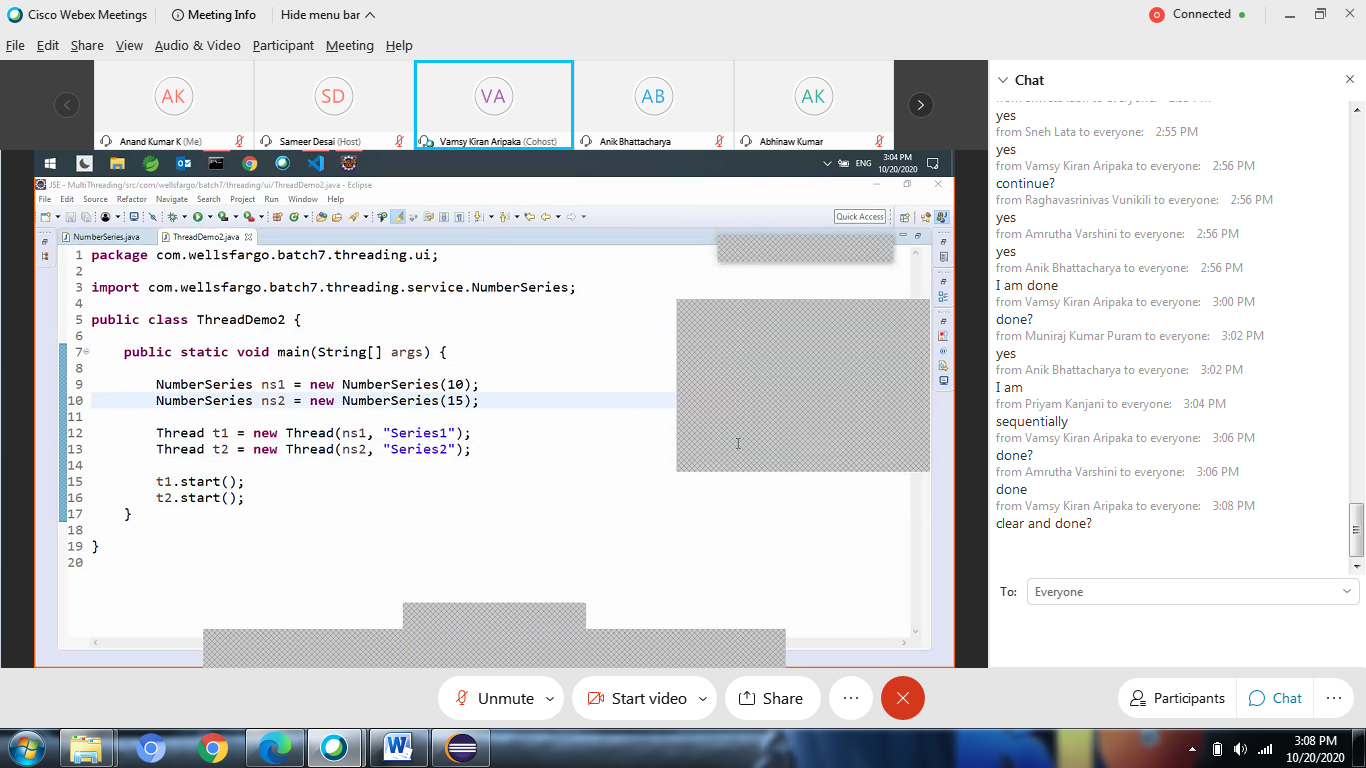 Cisco Webex Meetings
Meeting Info
Hide menu bar
Connected
File Edit Share View Audio & Video Participant Meeting Help
AK
SD
VA
AB
AK
Anand Kumar K (Me)
Sameer Desai (Host)
Vamsy Kiran Aripaka (Cohost)
Anik Bhattacharya
Abhinaw Kumar
ENG
3:04 PM
10/20/2020
JSE - MultiThreading/src/com/wellsfargo/batch7/threading/ui/ThreadDemo2.java - Eclipse
File Edit Source Refactor Navigate Search Project Run Window Help
Quick Access
NumberSeries.java
ThreadDemo2.java
1 package com.wellsfargo.batch7.threading.ui;
2
3 import com.wellsfargo.batch7.threading.service.NumberSeries;
4
5 public class ThreadDemo2 {
6
7 public static void main(String[] args) {
8
9 NumberSeries ns1 = new NumberSeries(10);
10 NumberSeries ns2 = new NumberSeries(15);
11
12 Thread t1 = new Thread(ns1, "Series1");
13 Thread t2 = new Thread(ns2, "Series2");
14
15 t1.start();
16 t2.start();
17 }
18
19 }
20
Chat
yes
from Sneh Lata to everyone: 2:55 PM
yes
from Vamsy Kiran Aripaka to everyone: 2:56 PM
continue?
from Raghavasrinivas Vunikili to everyone: 2:56 PM
yes
from Amrutha Varshini to everyone: 2:56 PM
yes
from Anik Bhattacharya to everyone: 2:56 PM
I am done
from Vamsy Kiran Aripaka to everyone: 3:00 PM
done?
from Muniraj Kumar Puram to everyone: 3:02 PM
yes
from Anik Bhattacharya to everyone: 3:02 PM
I am
from Priyam Kanjani to everyone: 3:04 PM
sequentially
from Vamsy Kiran Aripaka to everyone: 3:06 PM
done?
from Amrutha Varshini to everyone: 3:06 PM
done
from Vamsy Kiran Aripaka to everyone: 3:08 PM
clear and done?
To: Everyone
Unmute
Start video
Share
Participants
Chat
3:08 PM
10/20/2020